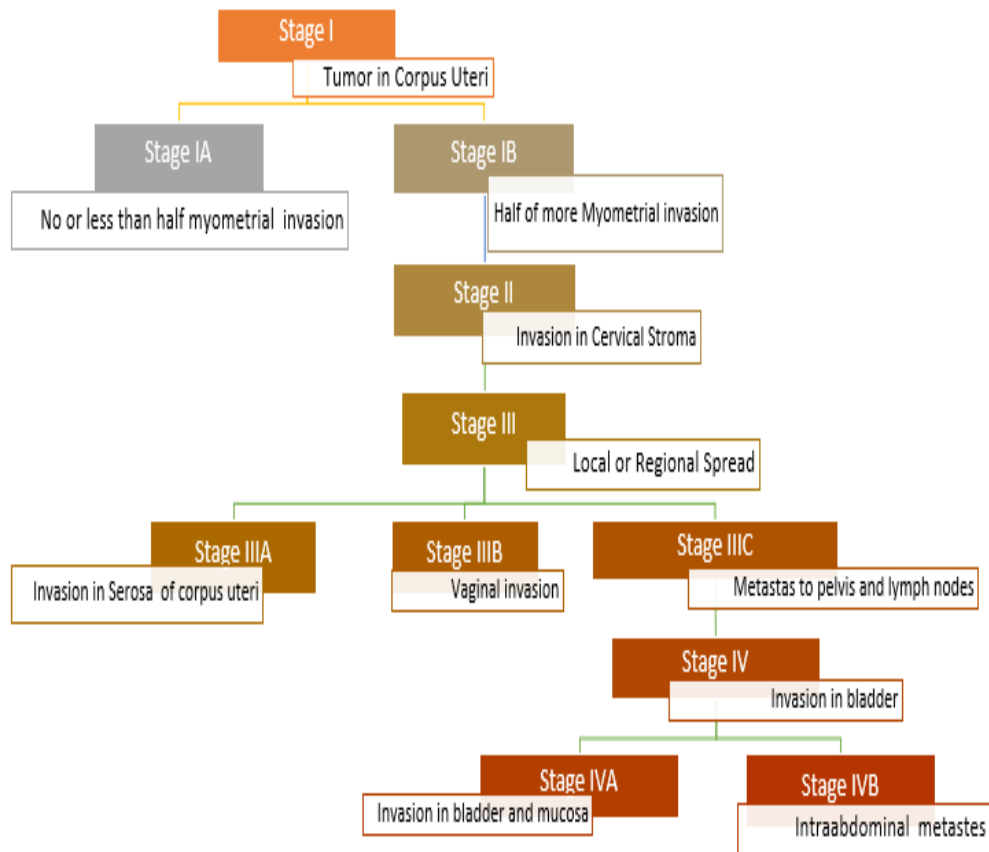 Stage I
Tumor in Corpus Uteri
Stage IA
No or less than half myometrial invasion
Stage IB
Half of more Myometrial invasion
Stage II
Invasion in Cervical Stroma
Stage III
Local or Regional Spread
Stage IIIA
Invasion in Serosa of corpus uteri
Stage IIIB
Vaginal invasion
Stage IIIC
Metastas to pelvis and lymph nodes
Stage IV
Invasion in bladder
Stage IVA
Invasion in bladder and mucosa
Stage IVB
Intraabdominal metastes